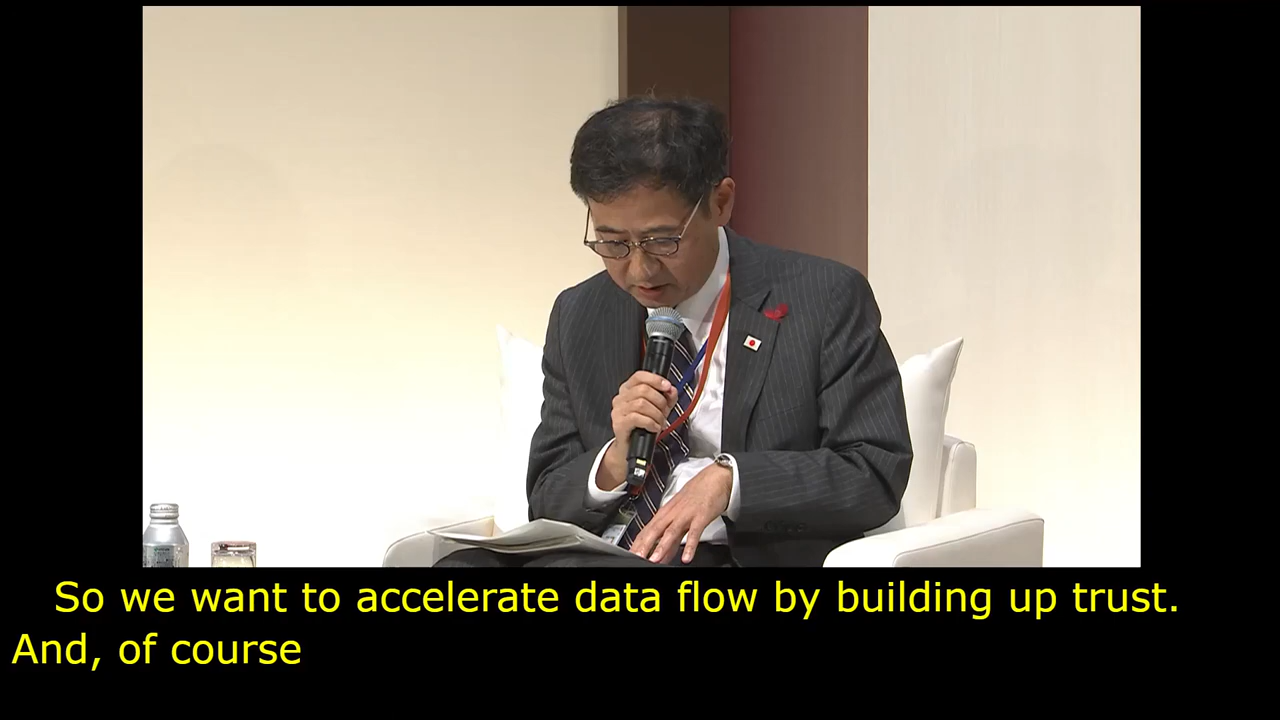 So we want to accelerate data flow by building up trust.
And, of course